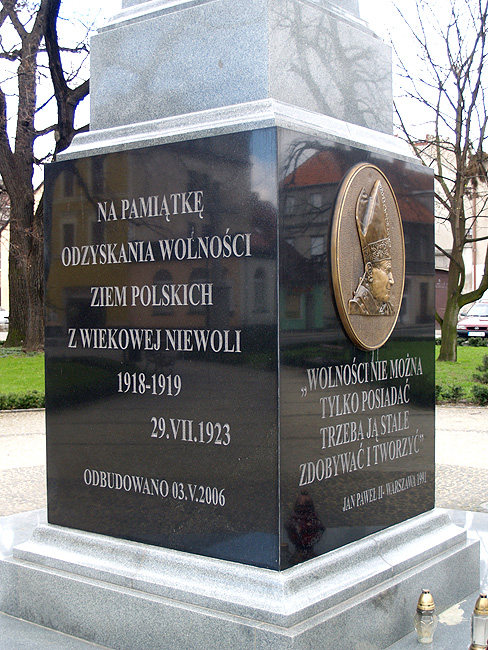 NA PAMIĄTKĘ
ODZYSKANIA WOLNOŚCI
ZIEM POLSKICH
Z WIEKOWEJ NIEWOLI
1918-1919
29.VII.1923
ODBUDOWANO 03.V.2006
„WOLNOŚCI NIE MOŻNA
TYLKO POSIADAĆ
TRZEBA JĄ STALE
ZDOBYWAĆ I TWORZYĆ”
JAN PAWEŁ II - WARSZAWA 1991